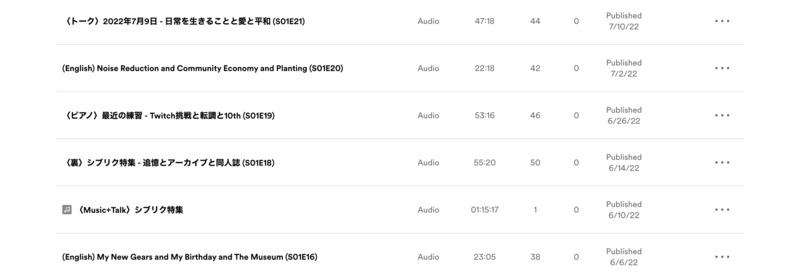 〈トーク〉2022年7月9日 - 日常を生きることと愛と平和 (S01E21) Audio 47:18 44 0 Published 7/10/22 •••
(English) Noise Reduction and Community Economy and Planting (S01E20) Audio 22:18 42 0 Published 7/2/22 •••
〈ピアノ〉最近の練習 - Twitch挑戦と転調と10th (S01E19) Audio 53:16 46 0 Published 6/26/22 •••
〈裏〉シブリク特集 - 追憶とアーカイブと同人誌 (S01E18) Audio 55:20 50 0 Published 6/14/22 •••
〈Music+Talk〉シブリク特集 Audio 01:15:17 1 0 Published 6/10/22 •••
(English) My New Gears and My Birthday and The Museum (S01E16) Audio 23:05 38 0 Published 6/6/22 •••